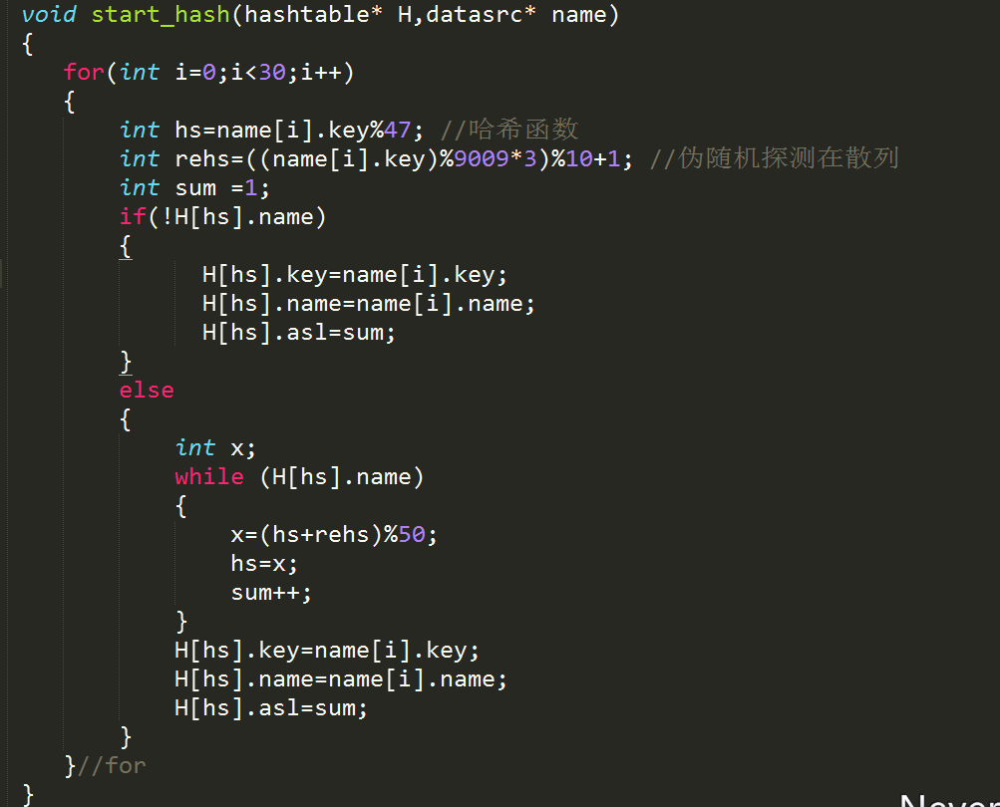 void start_hash(hashtable* H,datasrc* name)
{
for(int i=0;i<30;i++)
{
int hs=name[i].key%47; //哈希函数
int rehs=((name[i].key)%9009*3)%10+1; //伪随机探测在散列
int sum =1;
if(!H[hs].name)
{
H[hs].key=name[i].key;
H[hs].name=name[i].name;
H[hs].asl=sum;
}
else
{
int x;
while (H[hs].name)
{
x=(hs+rehs)%50;
hs=x;
sum++;
}
H[hs].key=name[i].key;
H[hs].name=name[i].name;
H[hs].asl=sum;
}
}//for
}